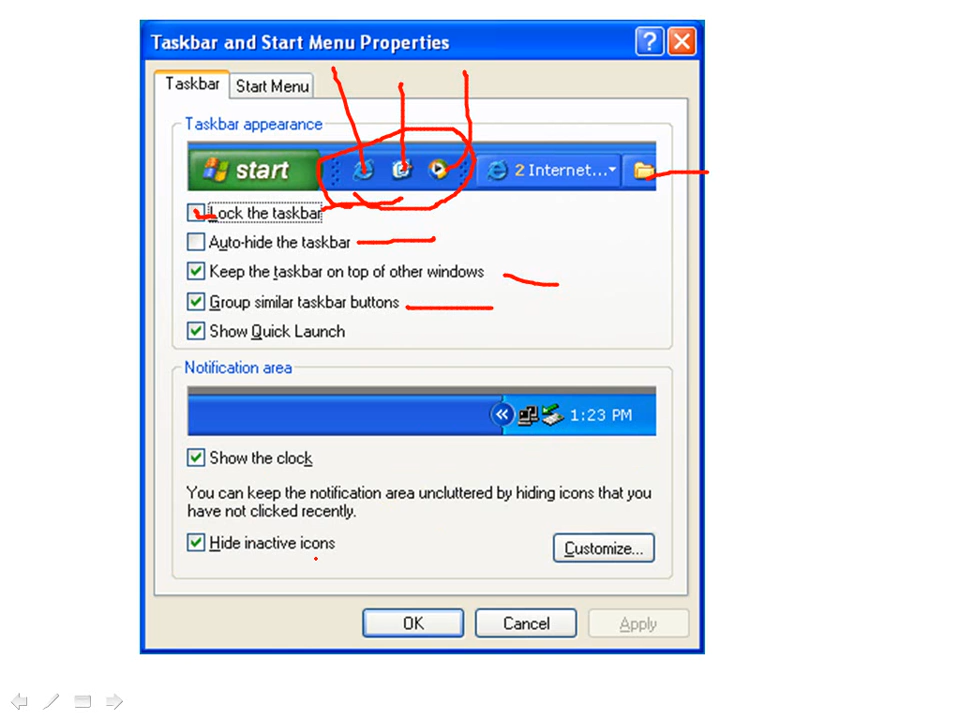 Taskbar and Start Menu Properties
Taskbar
Start Menu
Taskbar appearance
start
2 Internet...
Lock the taskbar
Auto-hide the taskbar
Keep the taskbar on top of other windows
Group similar taskbar buttons
Show Quick Launch
Notification area
1:23 PM
Show the clock
You can keep the notification area uncluttered by hiding icons that you
have not clicked recently.
Hide inactive icons
Customize...
OK
Cancel
Apply